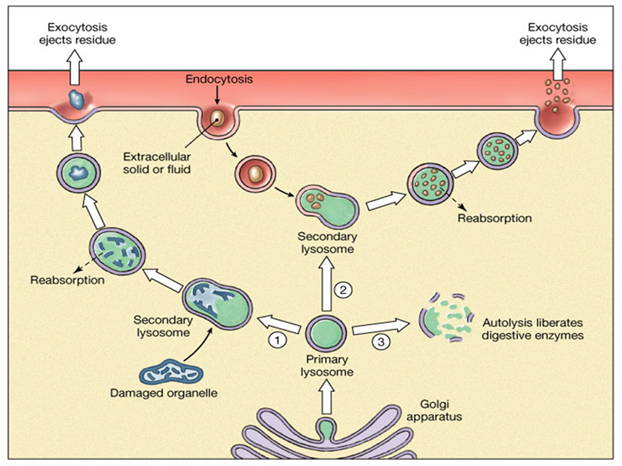 Exocytosis
ejects residue
Exocytosis
ejects residue
Endocytosis
Extracellular
solid or fluid
Reabsorption
Secondary
lysosome
Reabsorption
2
Secondary
lysosome
1
3
Autolysis liberates
digestive enzymes
Primary
lysosome
Damaged organelle
Golgi
apparatus